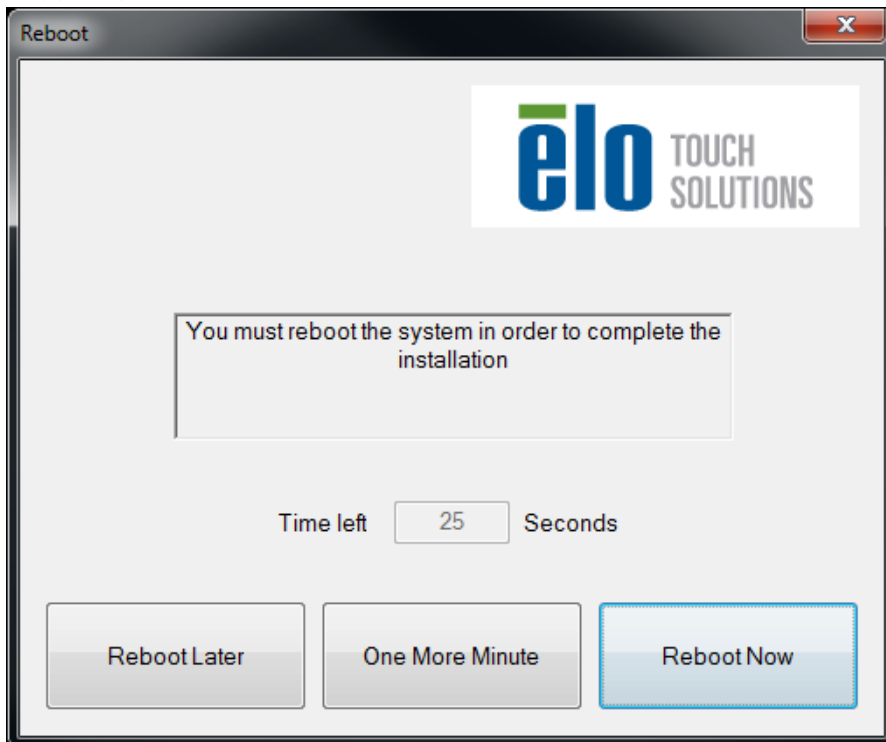 Reboot
ēlo TOUCH
SOLUTIONS
You must reboot the system in order to complete the
installation
Time left 25 Seconds
Reboot Later One More Minute Reboot Now